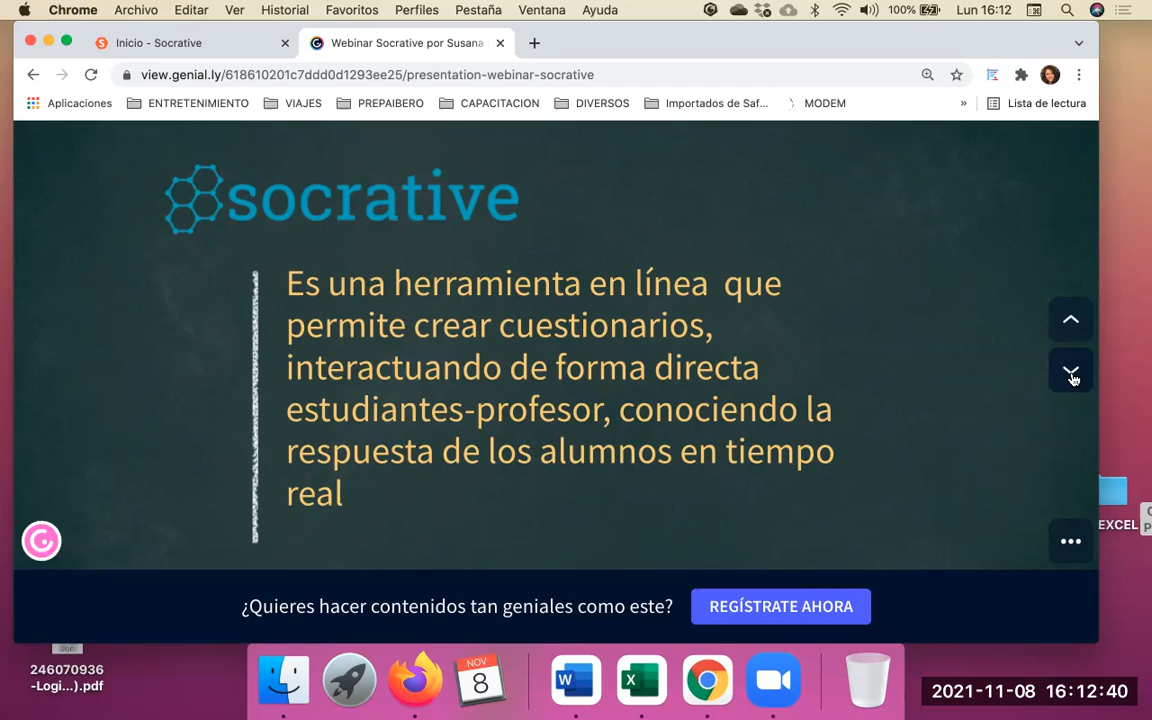 Chrome Archivo Editar Ver Historial Favoritos Perfiles Pestaña Ventana Ayuda 100% Lun 16:12
Inicio - Socrative Webinar Socrative por Susana
view.genial.ly/618610201c7ddd0d1293ee25/presentation-webinar-socrative
Aplicaciones ENTRETENIMIENTO VIAJES PREPAIBERO CAPACITACION DIVERSOS Importados de Saf... MODEM » Lista de lectura
socrative
Es una herramienta en línea que
permite crear cuestionarios,
interactuando de forma directa
estudiantes-profesor, conociendo la
respuesta de los alumnos en tiempo
real
EXCEL
¿Quieres hacer contenidos tan geniales como este? REGÍSTRATE AHORA
246070936
-Logi...).pdf
NOV
8
2021-11-08 16:12:40